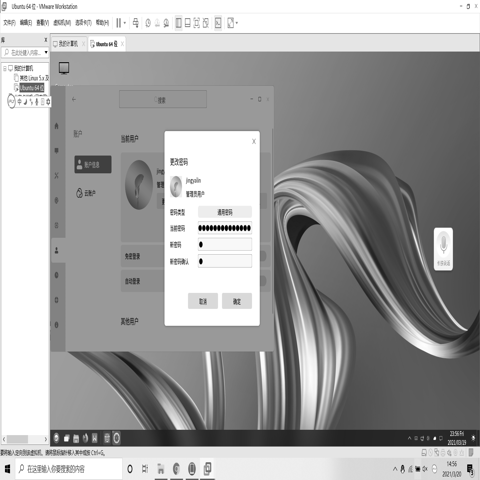 Ubuntu 64 位 - VMware Workstation
文件(F) 编辑(E) 查看(V) 虚拟机(M) 选项卡(T) 帮助(H)
库
我的计算机
Ubuntu 64 位
在此处键入内容...
我的计算机
Ubuntu 64 位
搜索
账户
当前用户
账户信息
云账户
免密登录
自动登录
其他用户
更改密码
jingyalin
管理员用户
密码类型
通用密码
当前密码
新密码
新密码确认
取消
确定
23:56 Fri
2021/03/19
要将输入定向到该虚拟机，请将鼠标指针移入其中或按 Ctrl+G。
在这里输入你要搜索的内容
14:56
2021/3/20